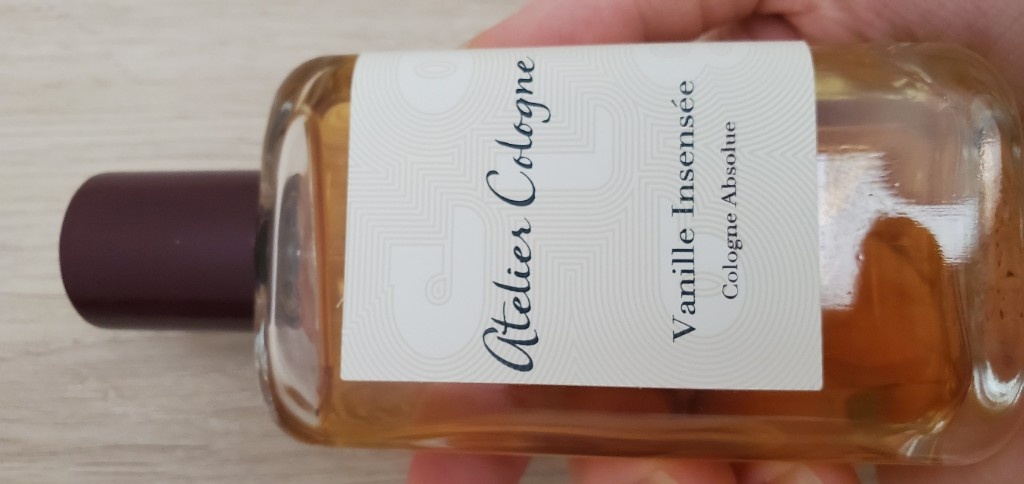 Atelier Cologne
Vanille Insensée
Cologne Absolue